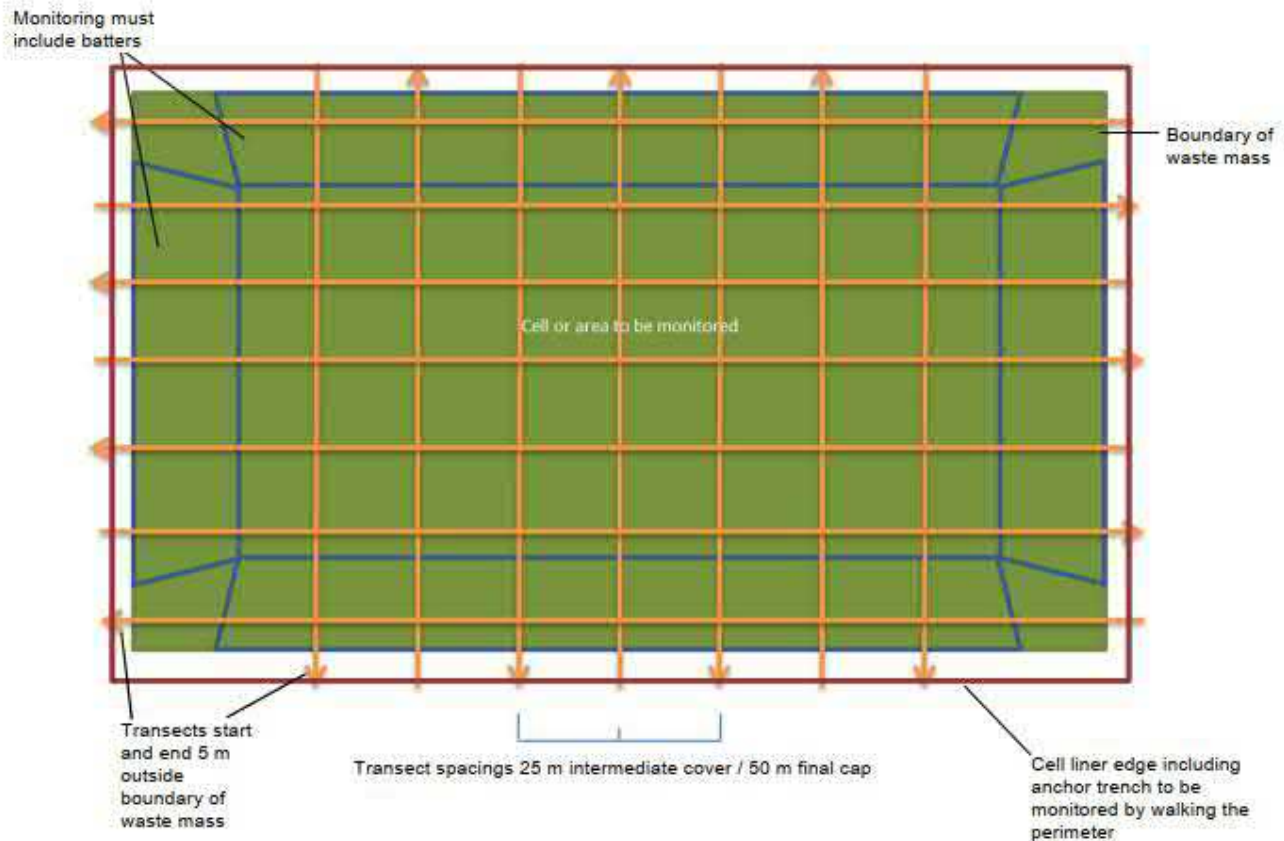 Monitoring must
include batters
Boundary of
waste mass
Cell or area to be monitored
Transects start
and end 5 m
outside
boundary of
waste mass
Transect spacings 25 m intermediate cover / 50 m final cap
Cell liner edge including
anchor trench to be
monitored by walking the
perimeter